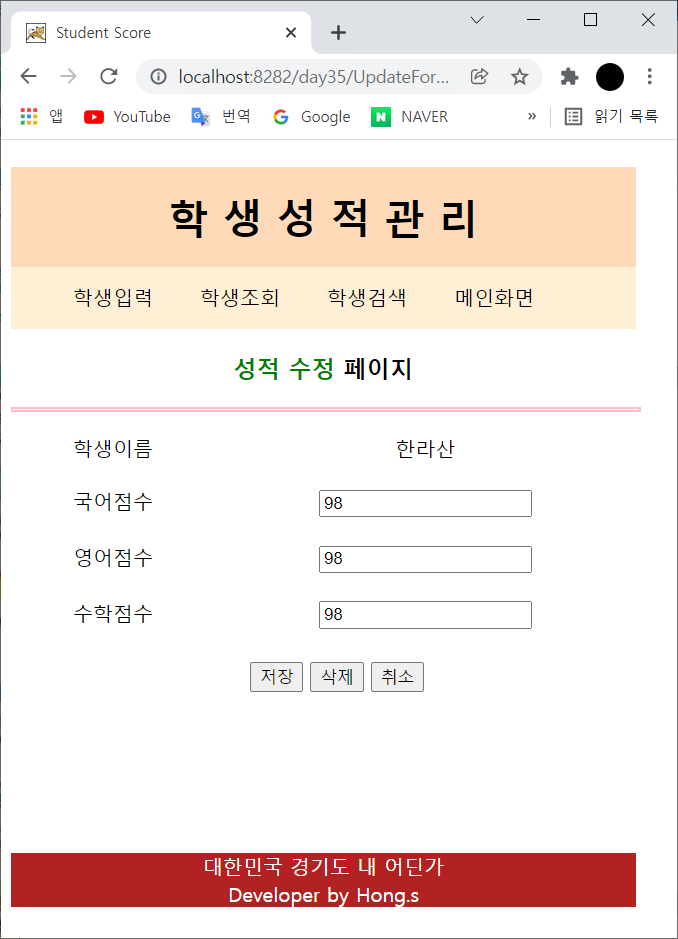 Student Score
localhost:8282/day35/UpdateFor...
앱 YouTube 번역 Google NAVER » 읽기 목록
학 생 성 적 관 리
학생입력 학생조회 학생검색 메인화면
성적 수정 페이지
학생이름 한라산
국어점수 98
영어점수 98
수학점수 98
저장 삭제 취소
대한민국 경기도 내 어딘가
Developer by Hong.s